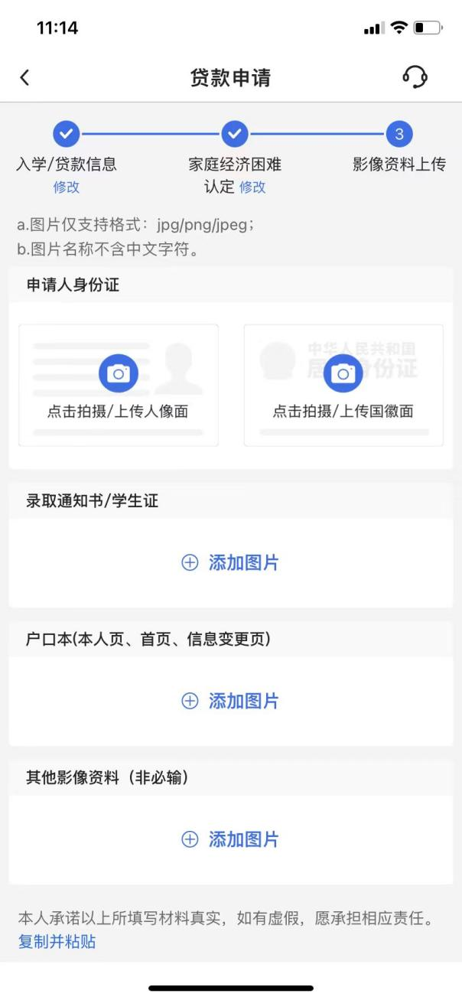 11:14
贷款申请
3
入学/贷款信息
修改
家庭经济困难
认定 修改
影像资料上传
a.图片仅支持格式：jpg/png/jpeg；
b.图片名称不含中文字符。
申请人身份证
点击拍摄/上传人像面
中华人民共和国
居 身份证
点击拍摄/上传国徽面
录取通知书/学生证
添加图片
户口本(本人页、首页、信息变更页)
添加图片
其他影像资料（非必输）
添加图片
本人承诺以上所填写材料真实，如有虚假，愿承担相应责任。
复制并粘贴